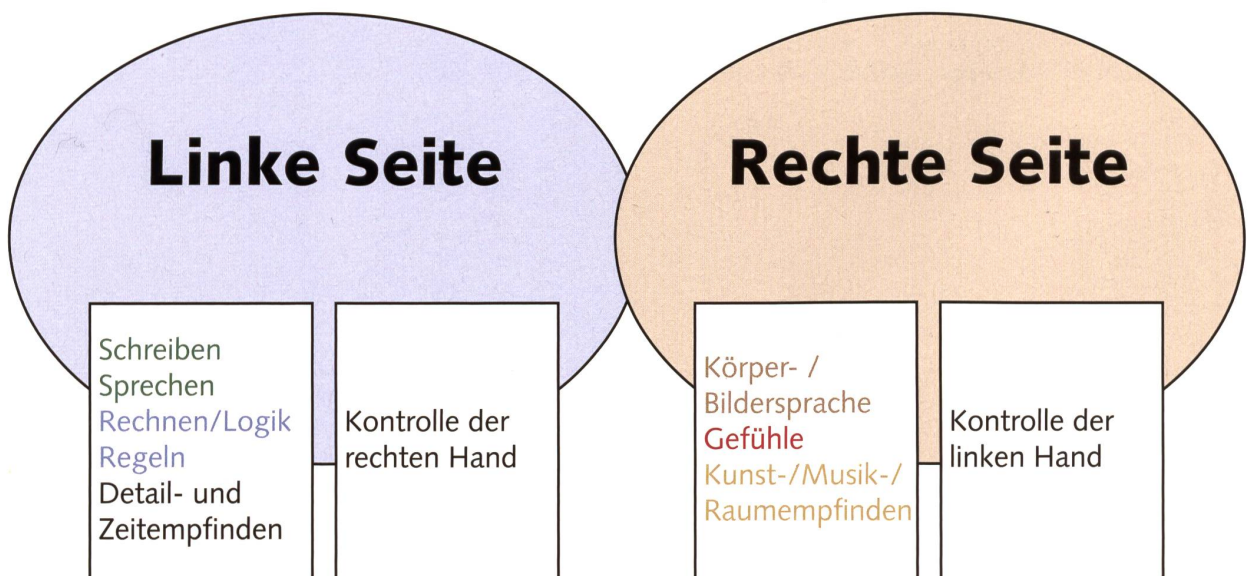 Linke Seite
Schreiben
Sprechen
Rechnen/Logik
Regeln
Detail- und
Zeitempfinden
Kontrolle der
rechten Hand
Rechte Seite
Körper- /
Bildersprache
Gefühle
Kunst-/Musik-/
Raumempfinden
Kontrolle der
linken Hand